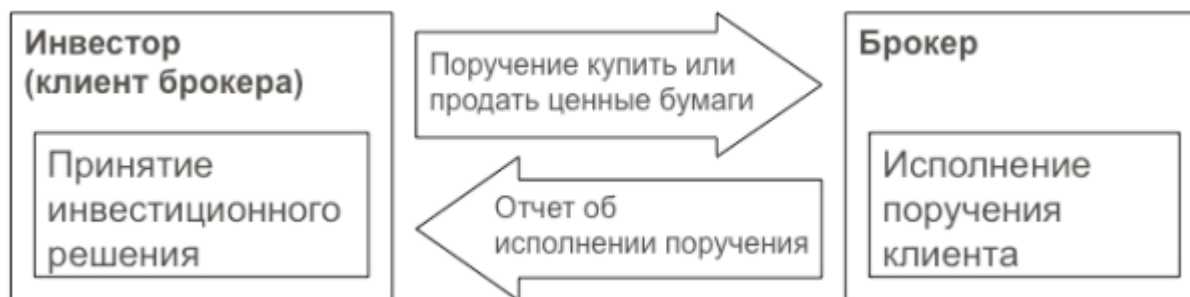 Инвестор
(клиент брокера)
Принятие
инвестиционного
решения
Поручение купить или
продать ценные бумаги
Отчет об
исполнении поручения
Брокер
Исполнение
поручения
клиента